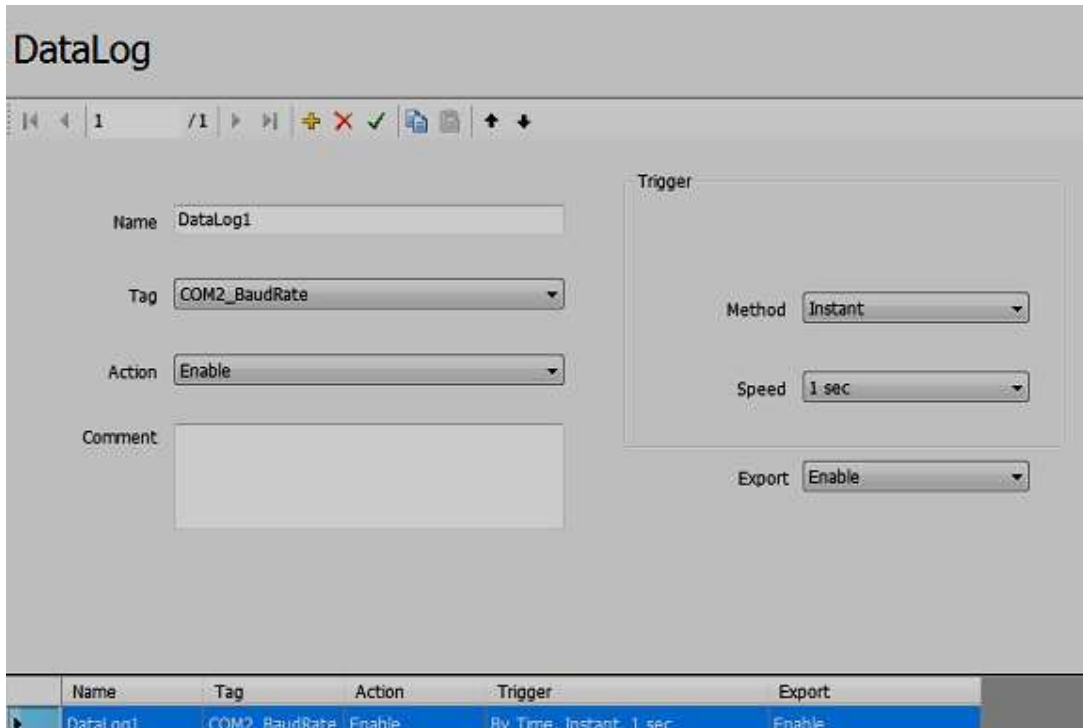 DataLog
1 /1
Trigger
Name DataLog1
Tag COM2_BaudRate
Method Instant
Action Enable
Speed 1 sec
Comment
Export Enable
Name Tag Action Trigger Export
DataLog1 COM2_BaudRate Enable By Time, Instant, 1 sec Enable